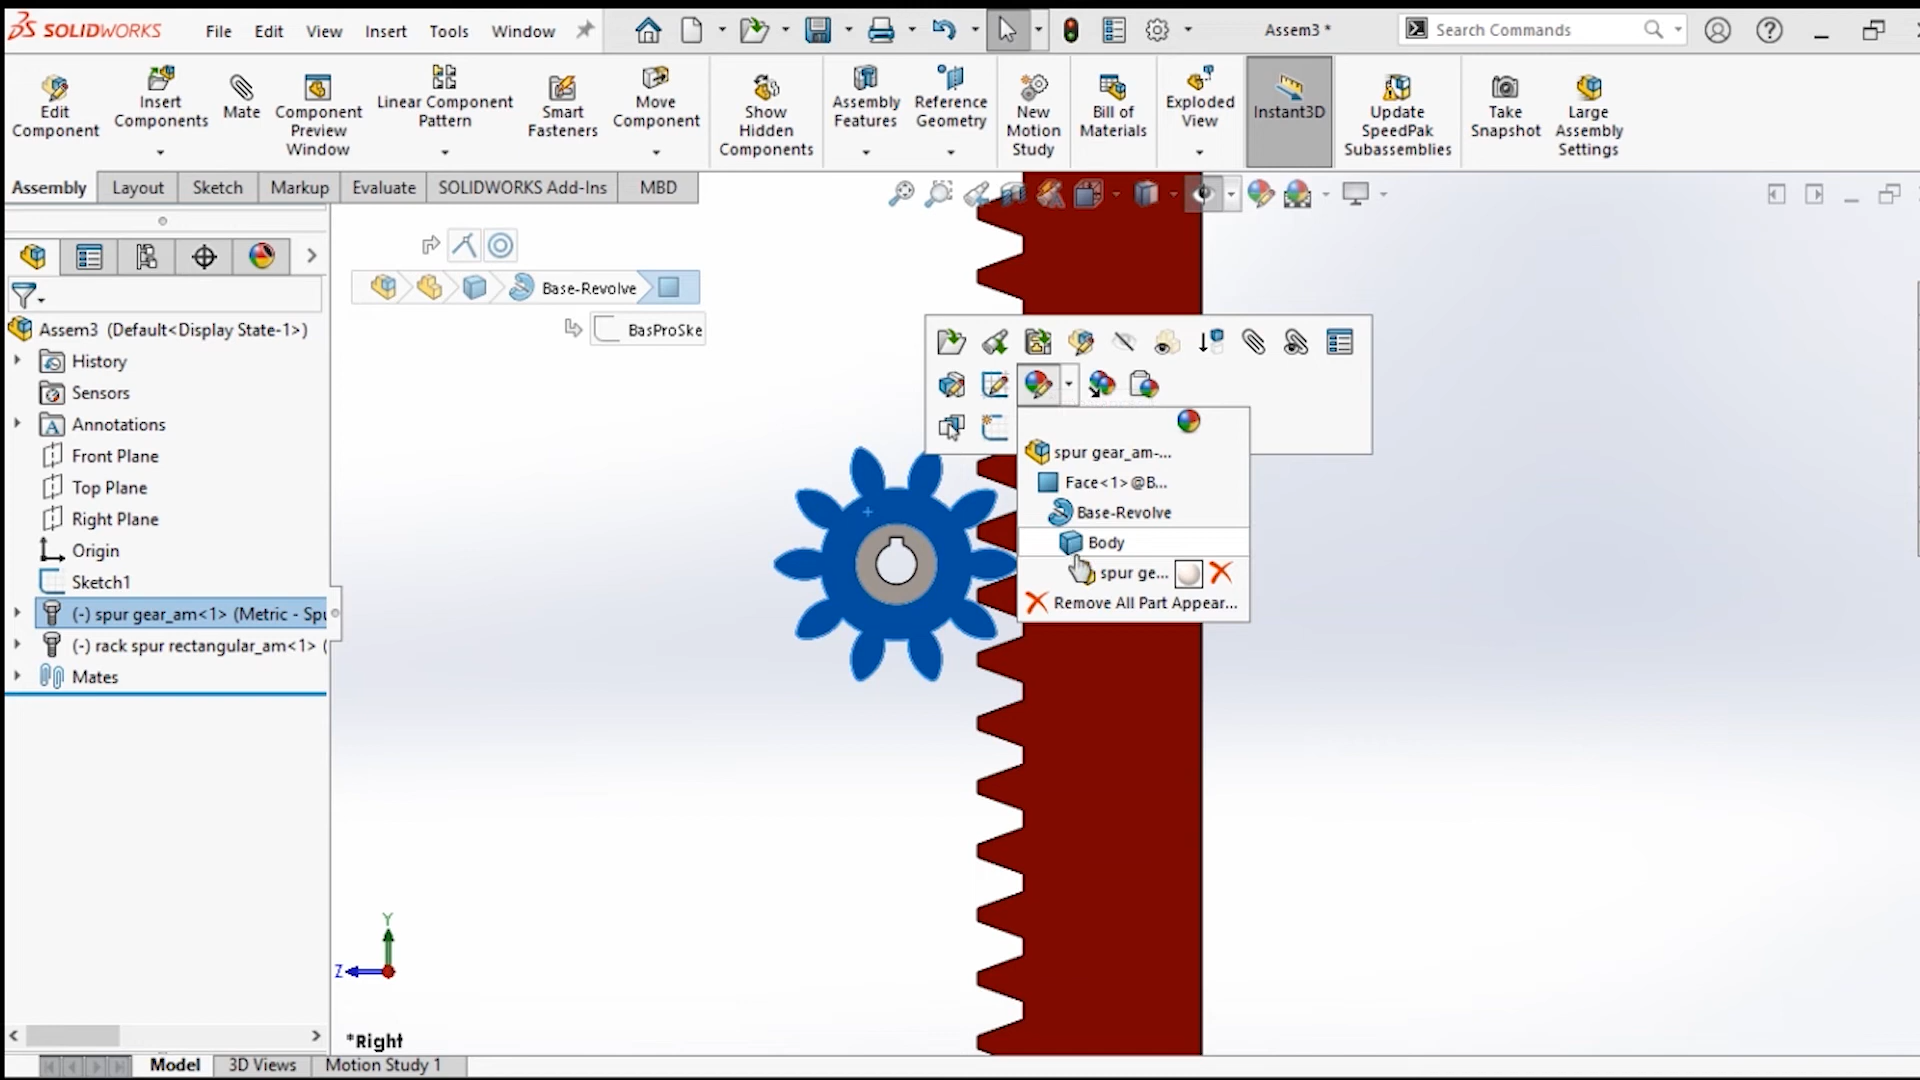 SOLIDWORKS File Edit View Insert Tools Window Assem3 * Search Commands
Edit Component
Insert Components
Mate
Component Preview Window
Linear Component Pattern
Smart Fasteners
Move Component
Show Hidden Components
Assembly Features
Reference Geometry
New Motion Study
Bill of Materials
Exploded View
Instant3D
Update SpeedPak Subassemblies
Take Snapshot
Large Assembly Settings
Assembly Layout Sketch Markup Evaluate SOLIDWORKS Add-Ins MBD
Base-Revolve
BasProSke
Assem3 (Default<Display State-1>)
History
Sensors
Annotations
Front Plane
Top Plane
Right Plane
Origin
Sketch1
(-) spur gear_am<1> (Metric - Spu
(-) rack spur rectangular_am<1> (
Mates
spur gear_am-...
Face<1>@B...
Base-Revolve
Body
spur ge...
Remove All Part Appear...
Y
Z
*Right
Model 3D Views Motion Study 1